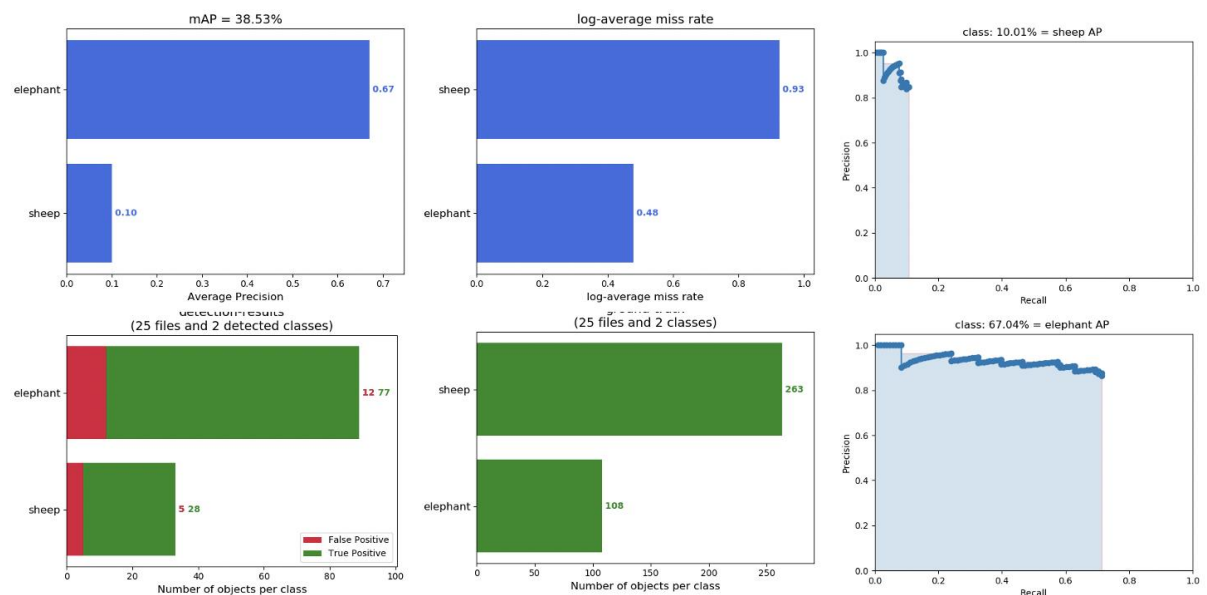 mAP = 38.53%
elephant
0.67
sheep
0.10
0.0 0.1 0.2 0.3 0.4 0.5 0.6 0.7
Average Precision
log-average miss rate
sheep
0.93
elephant
0.48
0.0 0.2 0.4 0.6 0.8 1.0
log-average miss rate
class: 10.01% = sheep AP
Precision
1.0
0.8
0.6
0.4
0.2
0.0
0.0 0.2 0.4 0.6 0.8 1.0
Recall
detection-results
(25 files and 2 detected classes)
elephant
12 77
sheep
5 28
False Positive
True Positive
0 20 40 60 80 100
Number of objects per class
ground-truth
(25 files and 2 classes)
sheep
263
elephant
108
0 50 100 150 200 250
Number of objects per class
class: 67.04% = elephant AP
Precision
1.0
0.8
0.6
0.4
0.2
0.0
0.0 0.2 0.4 0.6 0.8 1.0
Recall